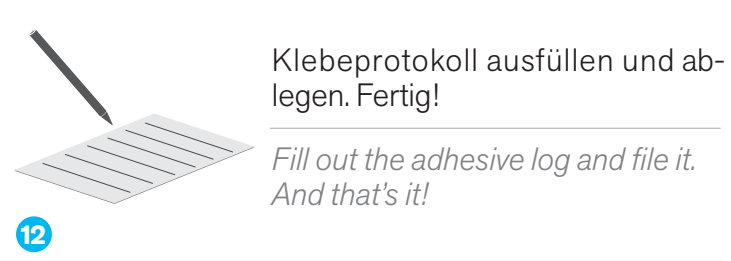 Klebeprotokoll ausfüllen und ab-
legen. Fertig!
Fill out the adhesive log and file it.
And that's it!
12